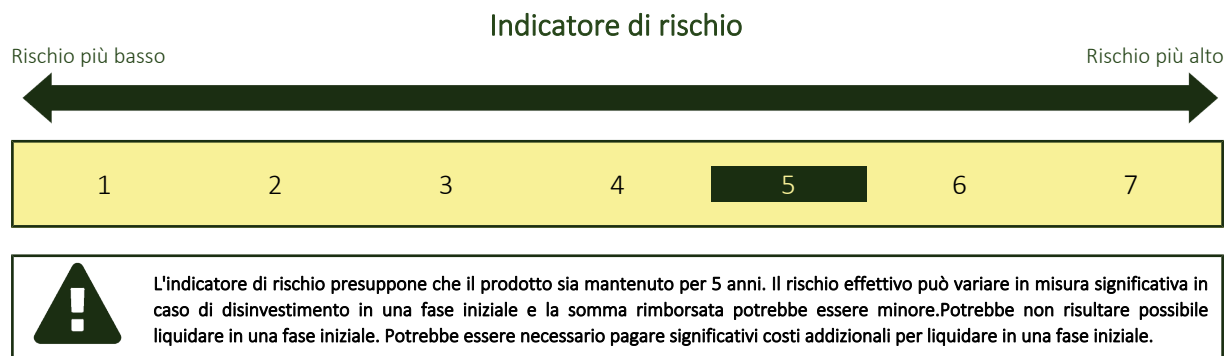 Indicatore di rischio
Rischio più basso
Rischio più alto
1 2 3 4 5 6 7
L'indicatore di rischio presuppone che il prodotto sia mantenuto per 5 anni. Il rischio effettivo può variare in misura significativa in
caso di disinvestimento in una fase iniziale e la somma rimborsata potrebbe essere minore.Potrebbe non risultare possibile
liquidare in una fase iniziale. Potrebbe essere necessario pagare significativi costi addizionali per liquidare in una fase iniziale.